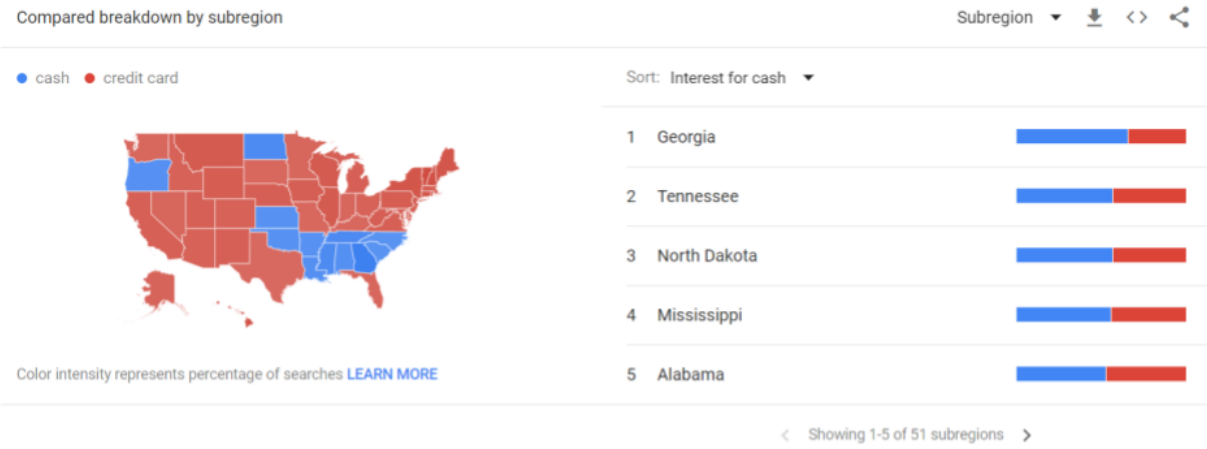 Compared breakdown by subregion
Subregion
cash credit card
Sort: Interest for cash
1 Georgia
2 Tennessee
3 North Dakota
4 Mississippi
5 Alabama
Color intensity represents percentage of searches LEARN MORE
Showing 1-5 of 51 subregions